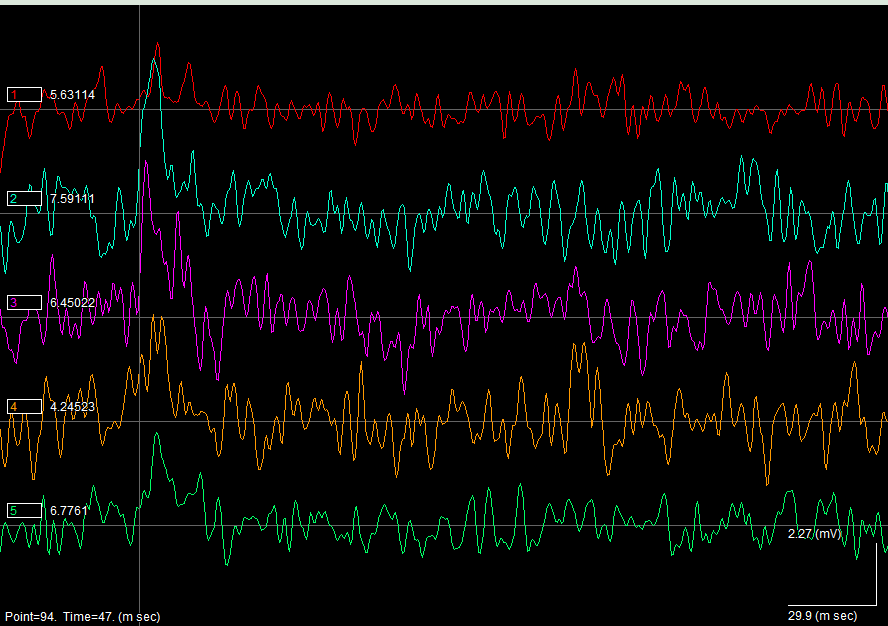 1 5.63114
2 7.59141
3 6.45022
4 4.24523
5 6.7761
2.27 (mV)
29.9 (m sec)
Point=94. Time=47. (m sec)